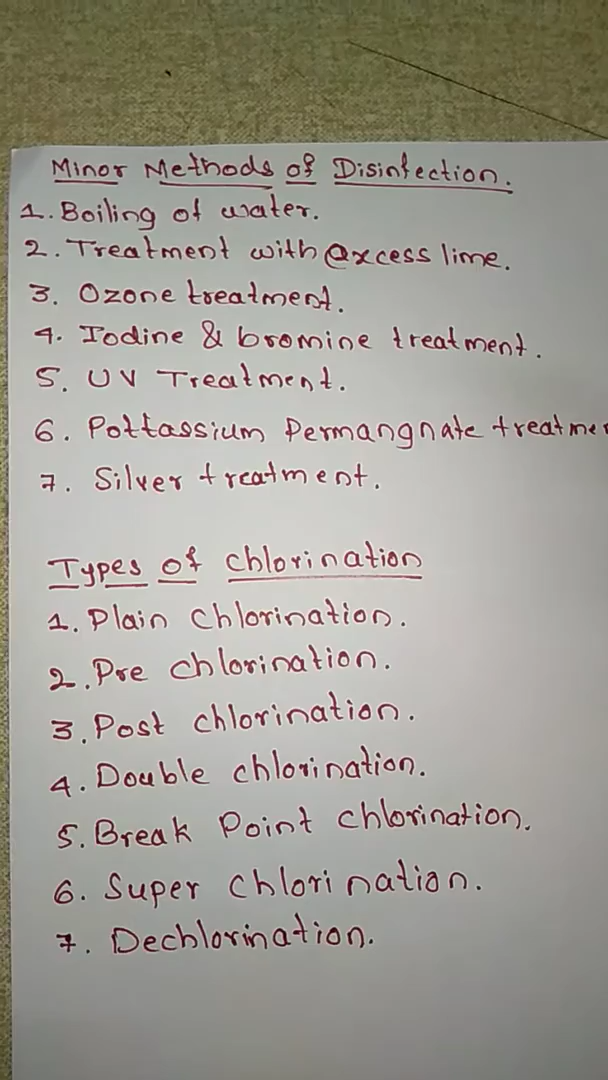 Minor Methods of Disinfection.
1. Boiling of water.
2. Treatment with excess lime.
3. Ozone treatment.
4. Iodine & bromine treatment.
5. UV Treatment.
6. Pottassium Permangnate treatme
7. Silver treatment.
Types of chlorination
1. Plain chlorination.
2. Pre chlorination.
3. Post chlorination.
4. Double chlorination.
5. Break Point chlorination.
6. Super chlorination.
7. Dechlorination.